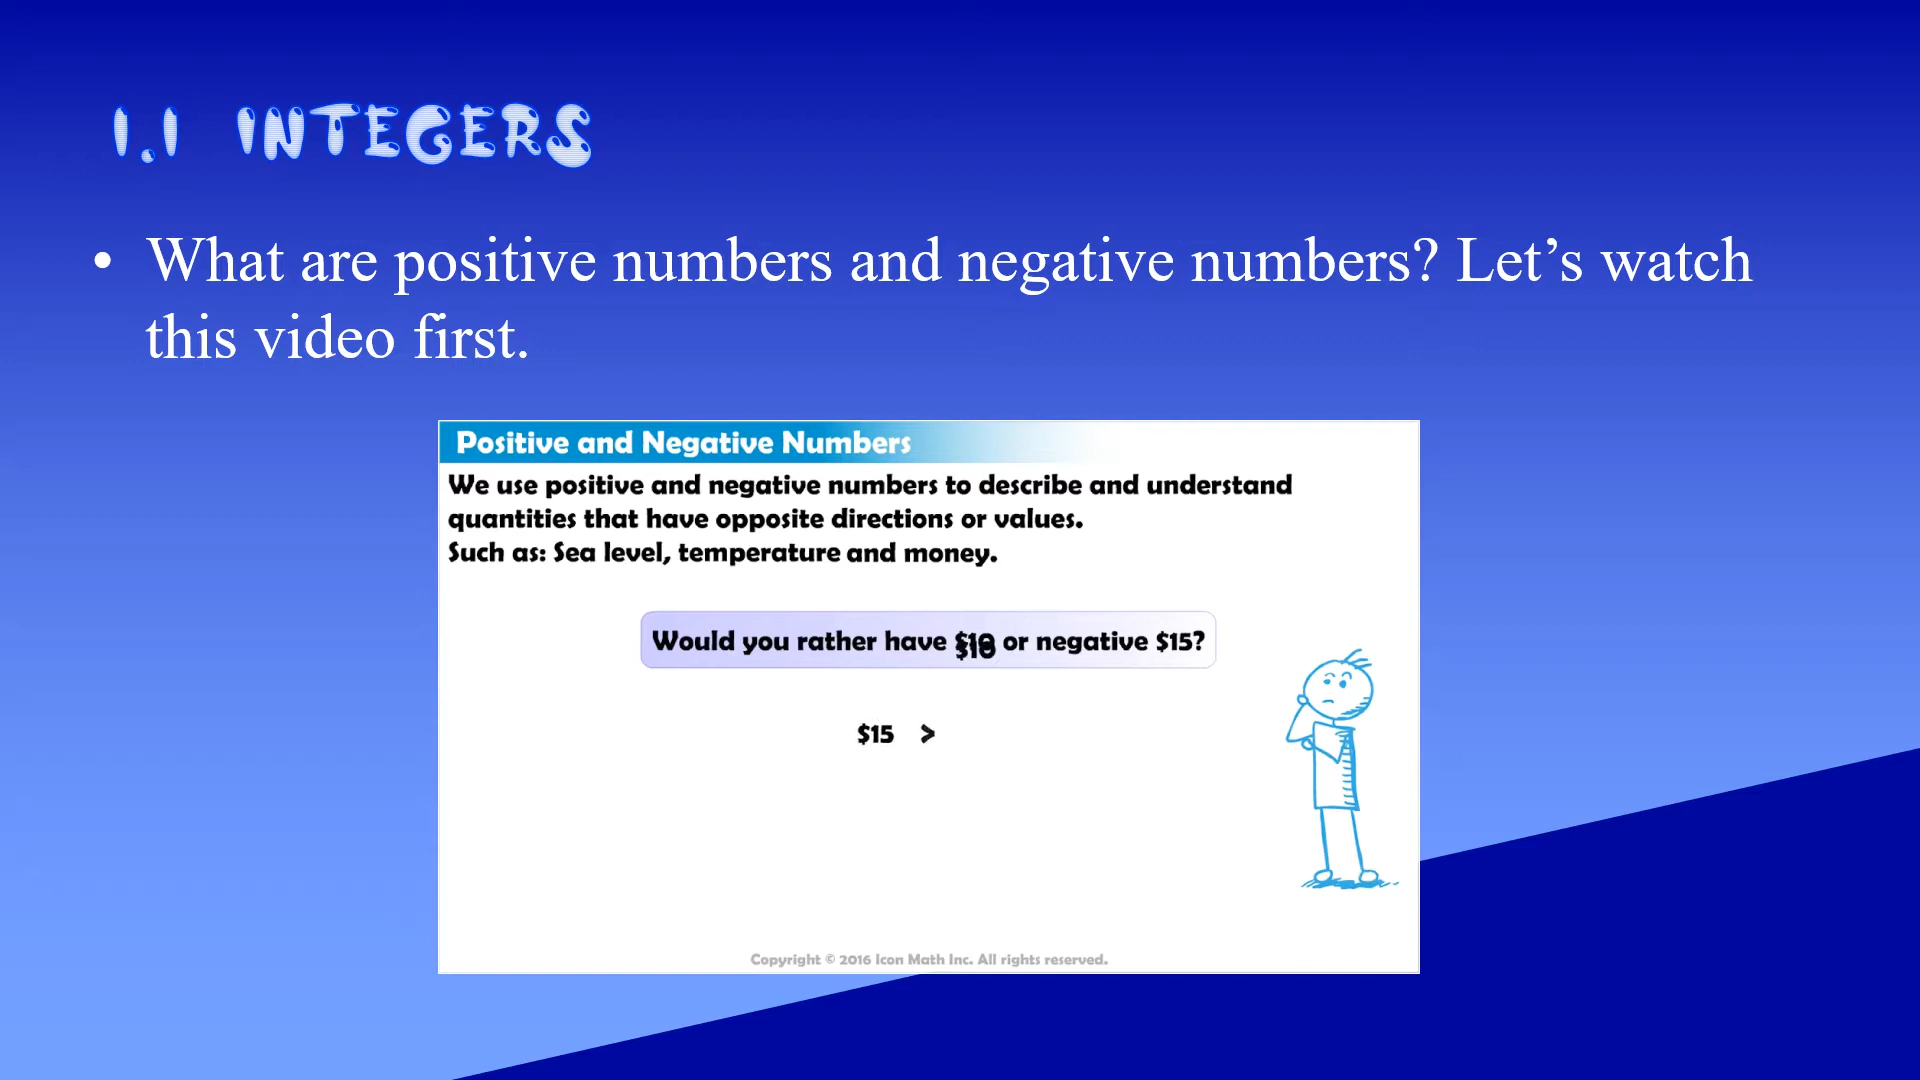 1.1 INTEGERS
• What are positive numbers and negative numbers? Let’s watch
this video first.
Positive and Negative Numbers
We use positive and negative numbers to describe and understand
quantities that have opposite directions or values.
Such as: Sea level, temperature and money.
Would you rather have $10 or negative $15?
$15 >
Copyright © 2016 Icon Math Inc. All rights reserved.